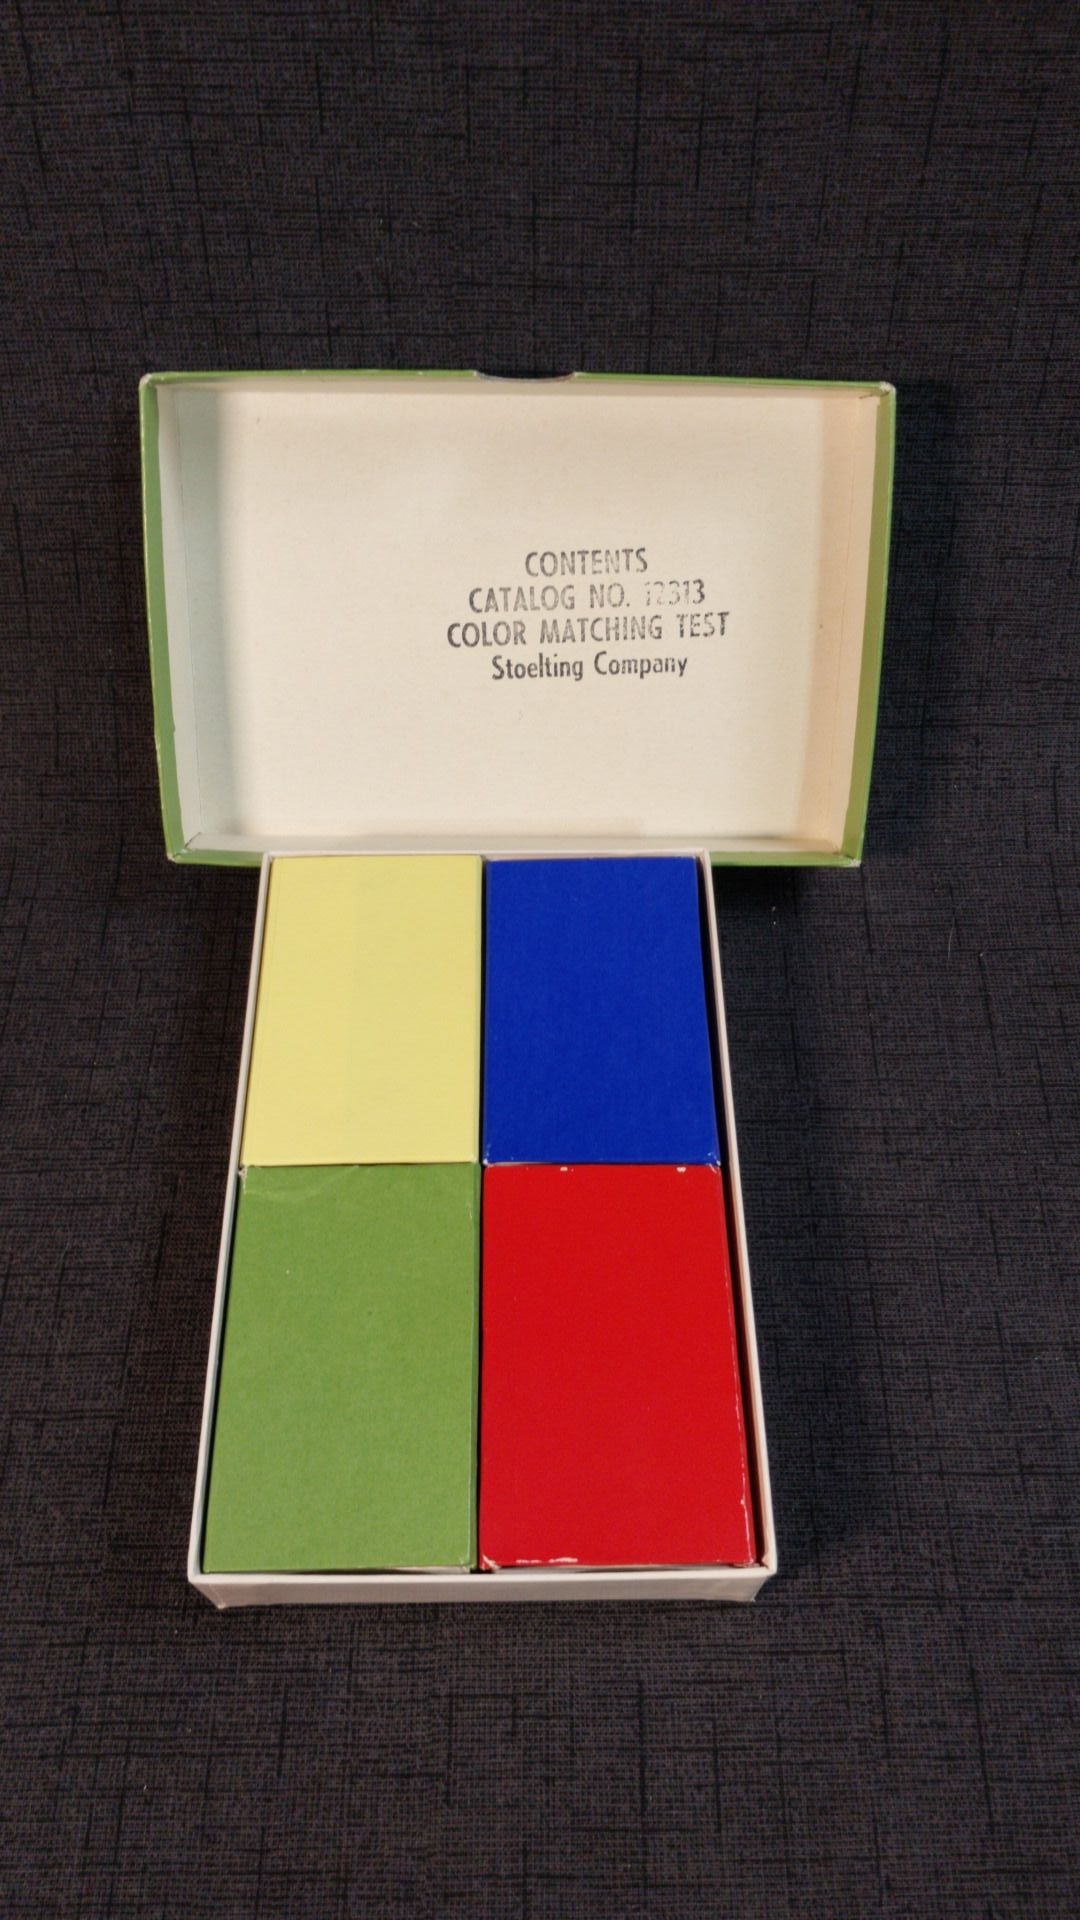 CONTENTS
CATALOG NO. 12313
COLOR MATCHING TEST
Stoelting Company